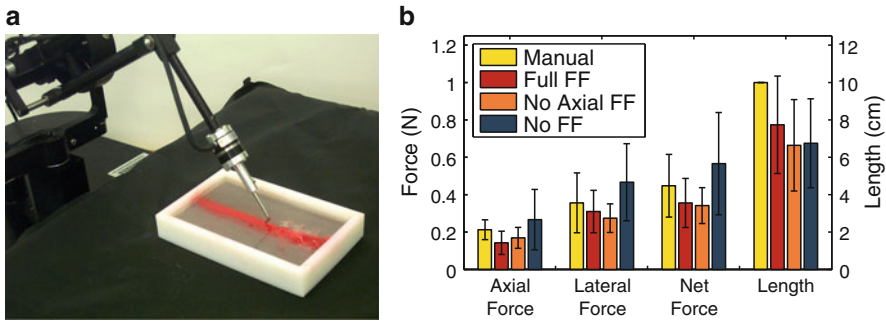 a
b
Force (N)
1.2
1
0.8
0.6
0.4
0.2
0
Manual
Full FF
No Axial FF
No FF
12
10
8
6
4
2
0
Length (cm)
Axial
Force
Lateral
Force
Net
Force
Length